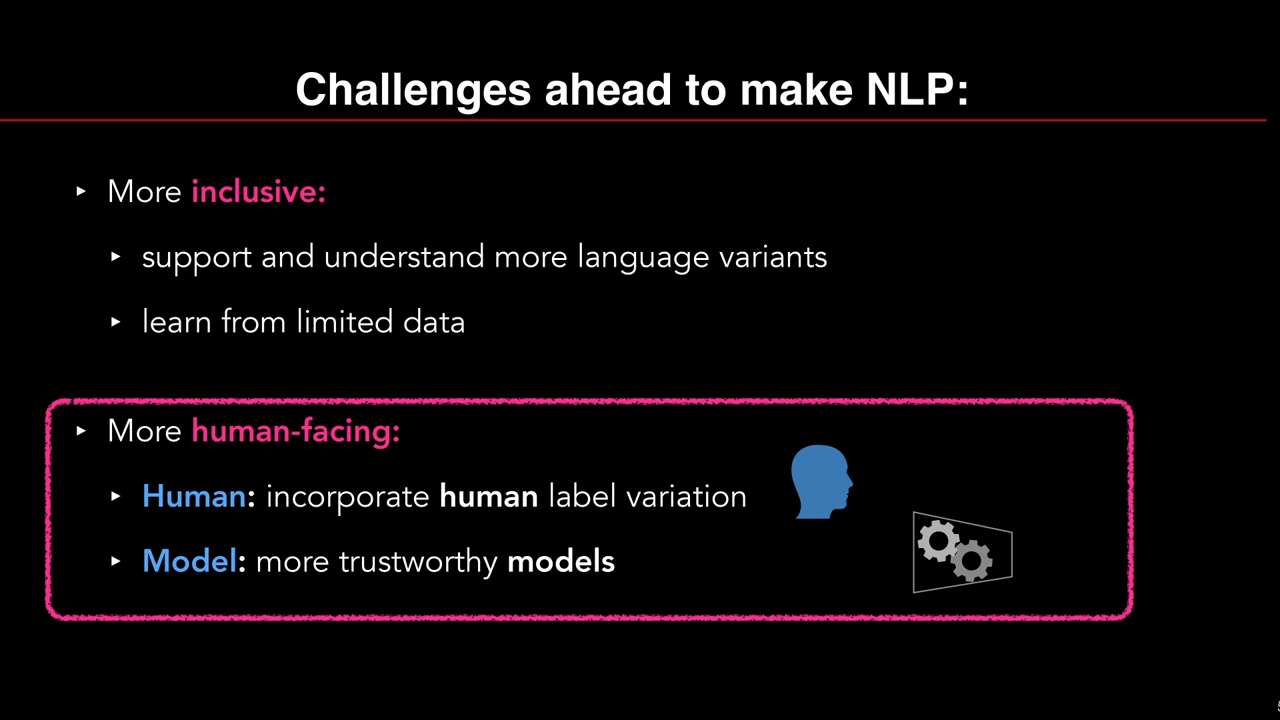 Challenges ahead to make NLP:
‣ More inclusive:
‣ support and understand more language variants
‣ learn from limited data
‣ More human-facing:
‣ Human: incorporate human label variation
‣ Model: more trustworthy models